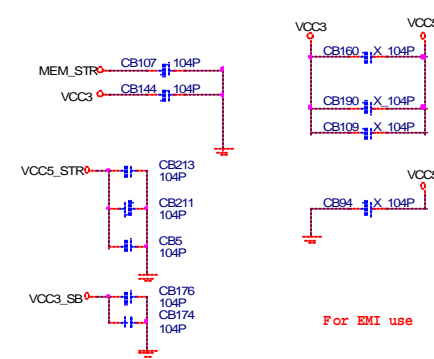 VCC3
MEM_STR CB107 104P
VCC3 CB144 104P
CB160 X_104P
CB190 X_104P
CB109 X_104P
VCC5_STR CB213
104P
CB211
104P
CB5
104P
CB94 X_104P
VCC3_SB CB176
104P
CB174
104P
For EMI use